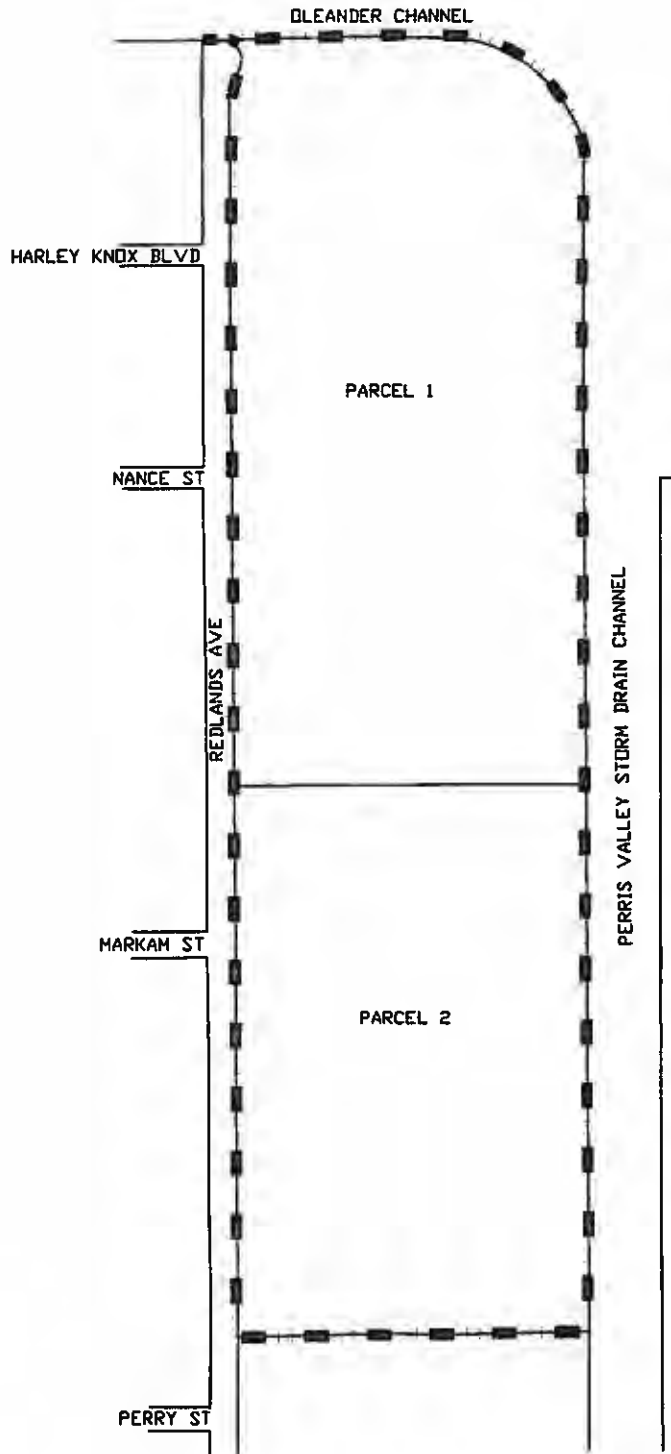 OLEANDER CHANNEL
HARLEY KNOX BLVD
PARCEL 1
NANCE ST
REDLANDS AVE
PERRIS VALLEY STORM DRAIN CHANNEL
MARKAM ST
PARCEL 2
PERRY ST